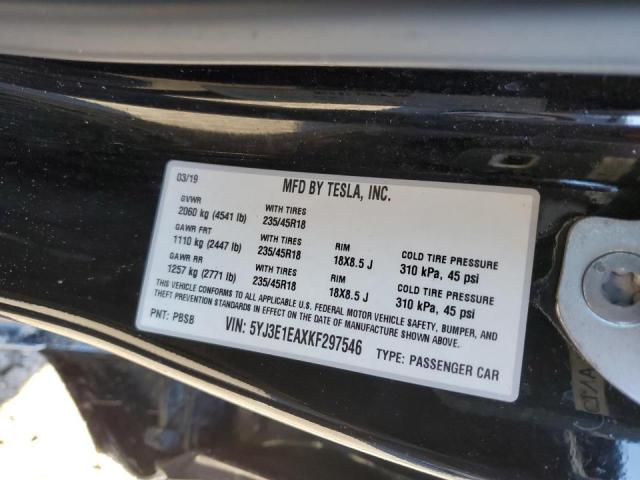 03/19 MFD BY TESLA, INC.
GVWR
2060 kg (4541 lb) WITH TIRES 235/45R18
GAWR FRT
1110 kg (2447 lb) WITH TIRES 235/45R18 RIM 18X8.5 J COLD TIRE PRESSURE 310 kPa, 45 psi
GAWR RR
1257 kg (2771 lb) WITH TIRES 235/45R18 RIM 18X8.5 J COLD TIRE PRESSURE 310 kPa, 45 psi
THIS VEHICLE CONFORMS TO ALL APPLICABLE U.S. FEDERAL MOTOR VEHICLE SAFETY, BUMPER, AND
THEFT PREVENTION STANDARDS IN EFFECT ON THE DATE OF MANUFACTURE SHOWN ABOVE.
PNT: PBSB VIN: 5YJ3E1EAXKF297546 TYPE: PASSENGER CAR